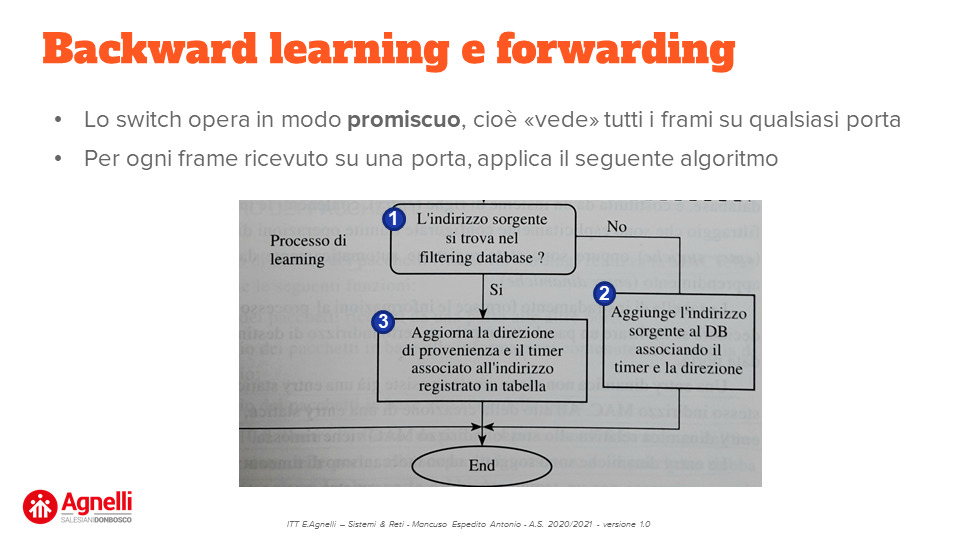 Backward learning e forwarding
• Lo switch opera in modo promiscuo, cioè «vede» tutti i frami su qualsiasi porta
• Per ogni frame ricevuto su una porta, applica il seguente algoritmo
Processo di
learning
1
L'indirizzo sorgente
si trova nel
filtering database ?
No
Si
2
Aggiunge l'indirizzo
sorgente al DB
associando il
timer e la direzione
3
Aggiorna la direzione
di provenienza e il timer
associato all'indirizzo
registrato in tabella
End
Agnelli
SALESIANI DON BOSCO
ITT E.Agnelli – Sistemi & Reti - Mancuso Espedito Antonio - A.S. 2020/2021 - versione 1.0